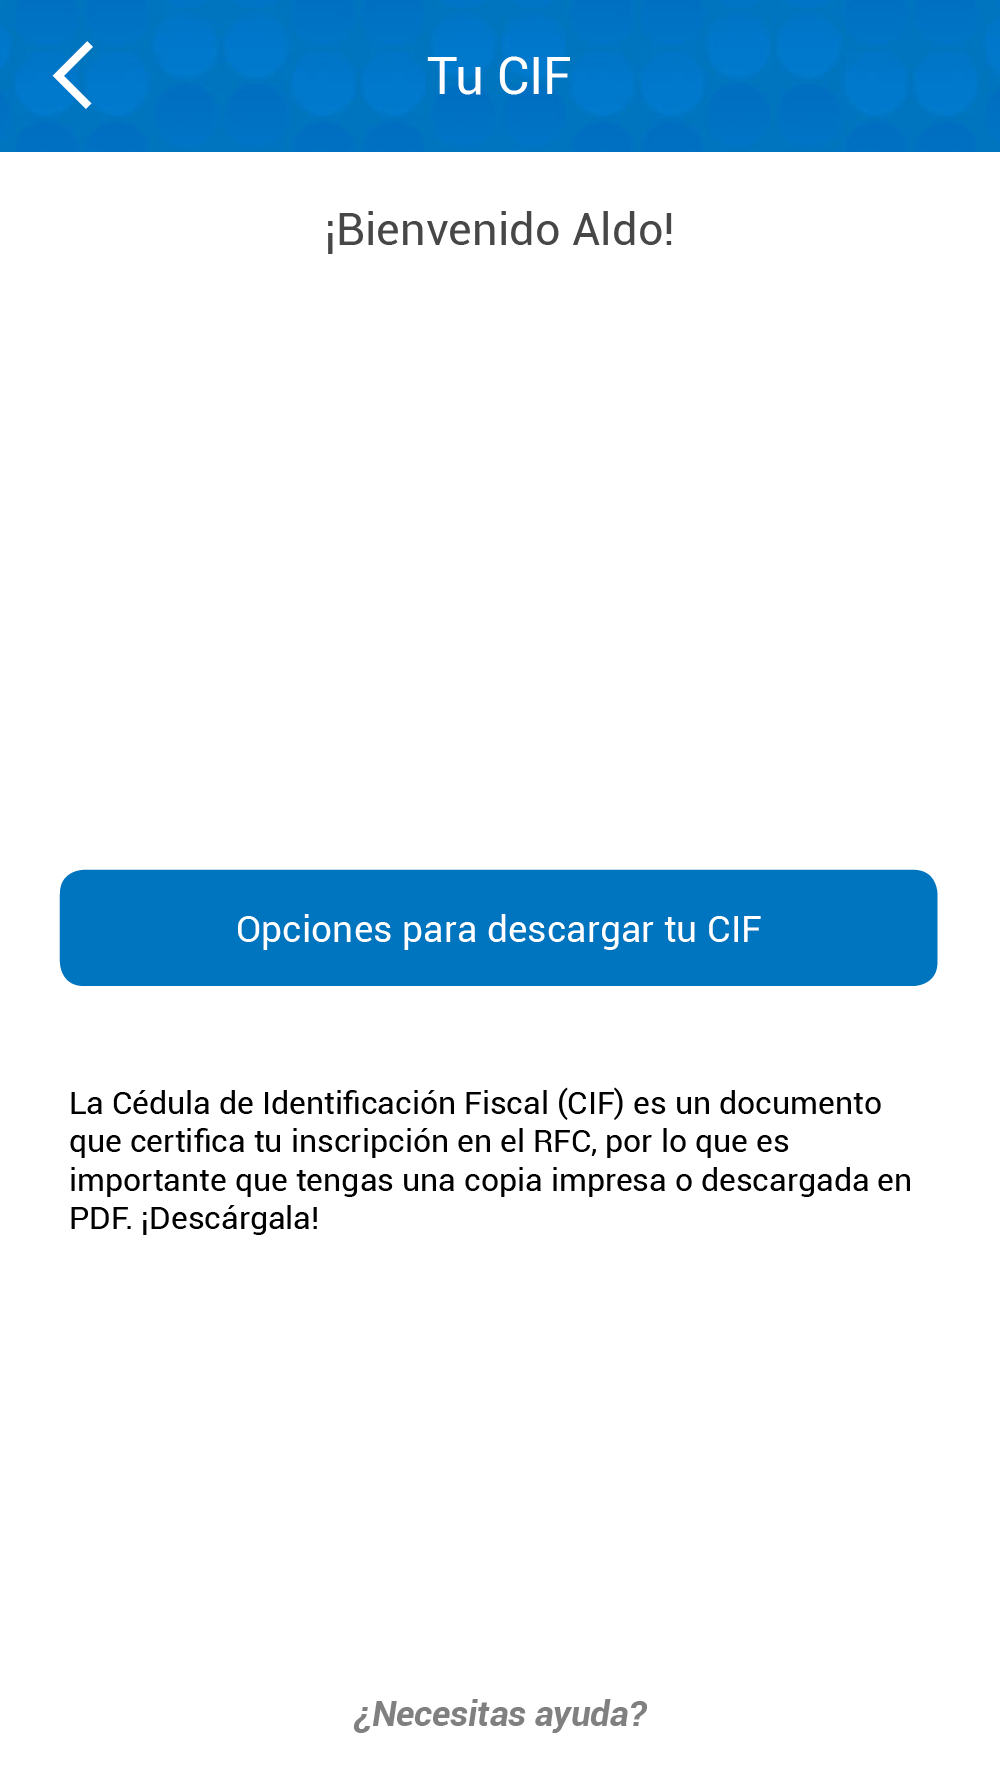 Tu CIF
¡Bienvenido Aldo!
Opciones para descargar tu CIF
La Cédula de Identificación Fiscal (CIF) es un documento
que certifica tu inscripción en el RFC, por lo que es
importante que tengas una copia impresa o descargada en
PDF. ¡Descárgala!
¿Necesitas ayuda?